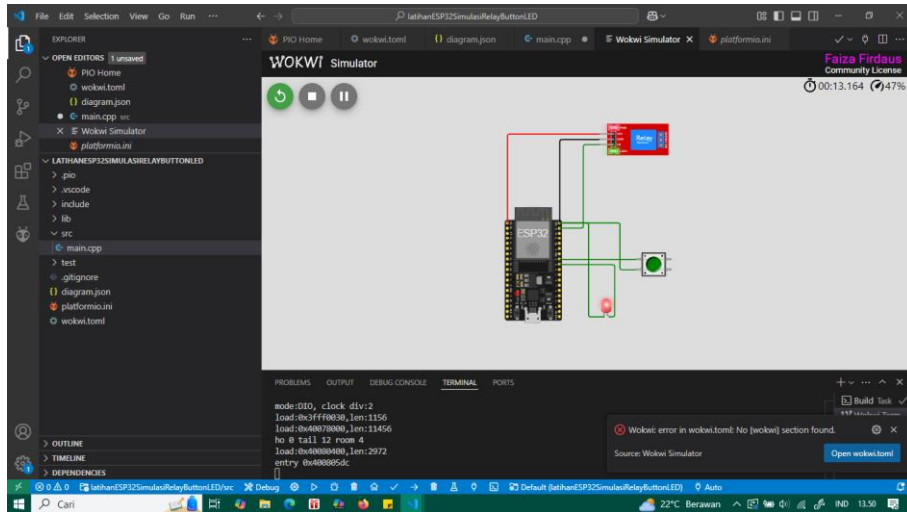 File Edit Selection View Go Run ···
latihanESP32SimulasiRelayButtonLED
EXPLORER
PIO Home
wokwi.toml
diagram.json
main.cpp
Wokwi Simulator
platformio.ini
OPEN EDITORS 1 unsaved
PIO Home
wokwi.toml
diagram.json
main.cpp src
Wokwi Simulator
platformio.ini
LATIHANESP32SIMULASIRELAYBUTTONLED
.pio
.vscode
include
lib
src
main.cpp
test
.gitignore
diagram.json
platformio.ini
wokwi.toml
OUTLINE
TIMELINE
DEPENDENCIES
WOKWI Simulator
Faiza Firdaus
Community License
00:13.164 47%
Relay
ESP32
PROBLEMS OUTPUT DEBUG CONSOLE TERMINAL PORTS
mode:DIO, clock div:2
load:0x3fff0030,len:1156
load:0x40078000,len:11456
ho 0 tail 12 room 4
load:0x40080400,len:2972
entry 0x400805dc
Build Task
Wokwi: error in wokwi.toml: No [wokwi] section found.
Source: Wokwi Simulator
Open wokwi.toml
0 0 latihanESP32SimulasiRelayButtonLED/src Debug Default (latihanESP32SimulasiRelayButtonLED) Auto
Cari
22°C Berawan
IND 13.50